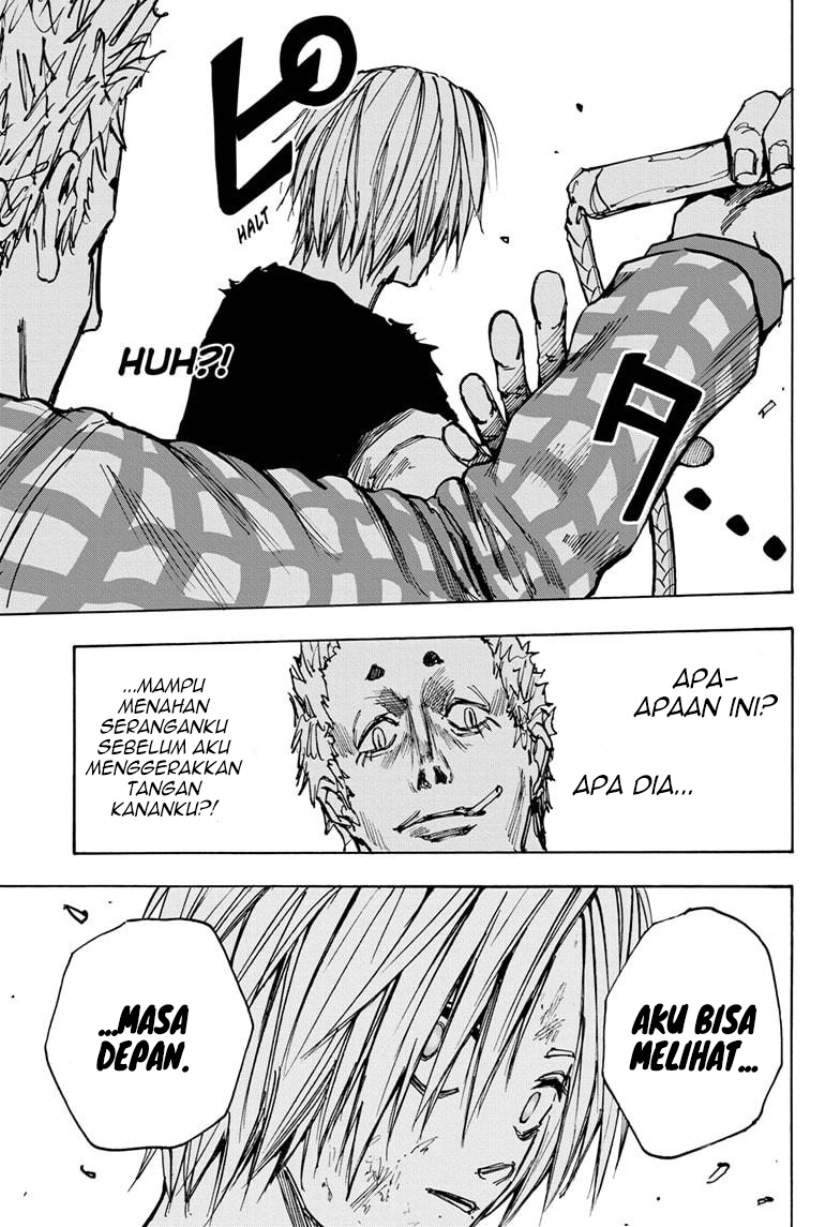 ピタ
HALT
HUH?!
APA-
APAAN INI?
APA DIA...
...MAMPU
MENAHAN
SERANGANKU
SEBELUM AKU
MENGGERAKKAN
TANGAN
KANANKU?!
AKU BISA
MELIHAT...
...MASA
DEPAN.